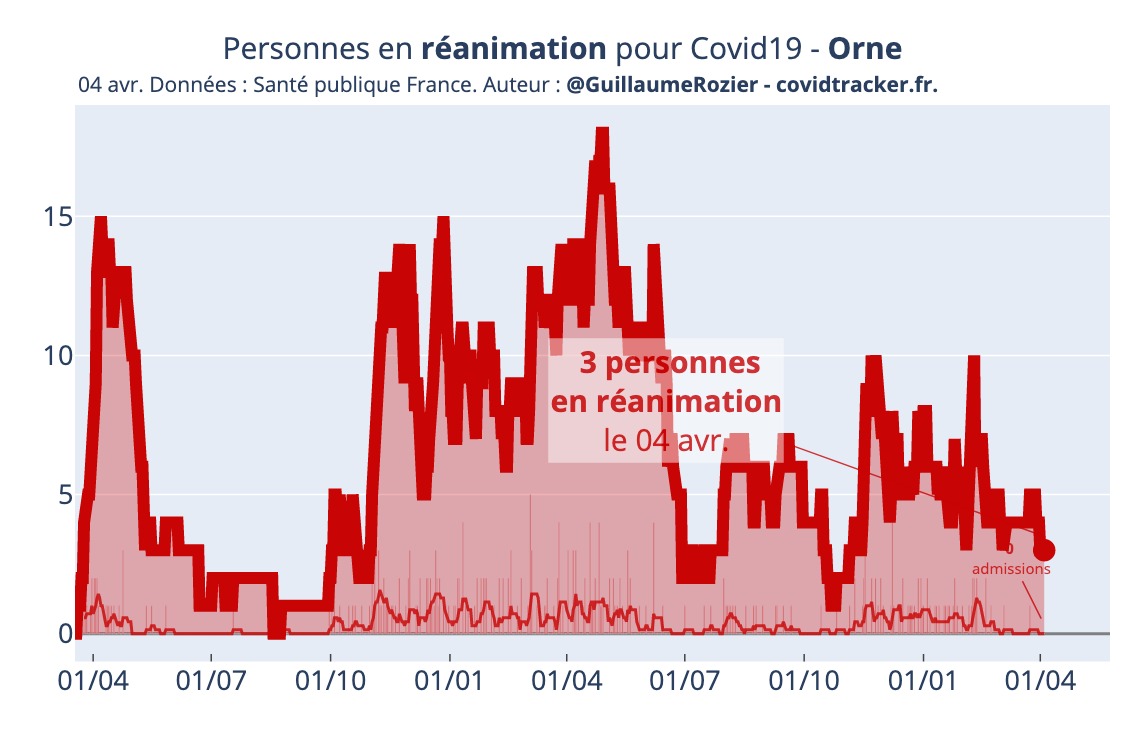 Personnes en réanimation pour Covid19 - Orne
04 avr. Données : Santé publique France. Auteur : @GuillaumeRozier - covidtracker.fr.
15
10
5
0
3 personnes
en réanimation
le 04 avr.
0
admissions
01/04
01/07
01/10
01/01
01/04
01/07
01/10
01/01
01/04